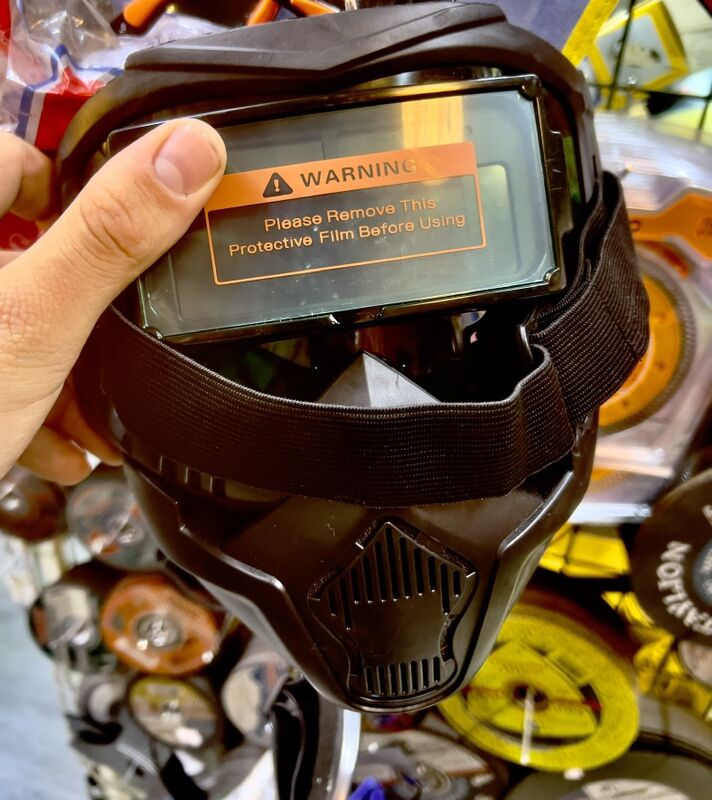 WARNING
Please Remove This
Protective Film Before Using